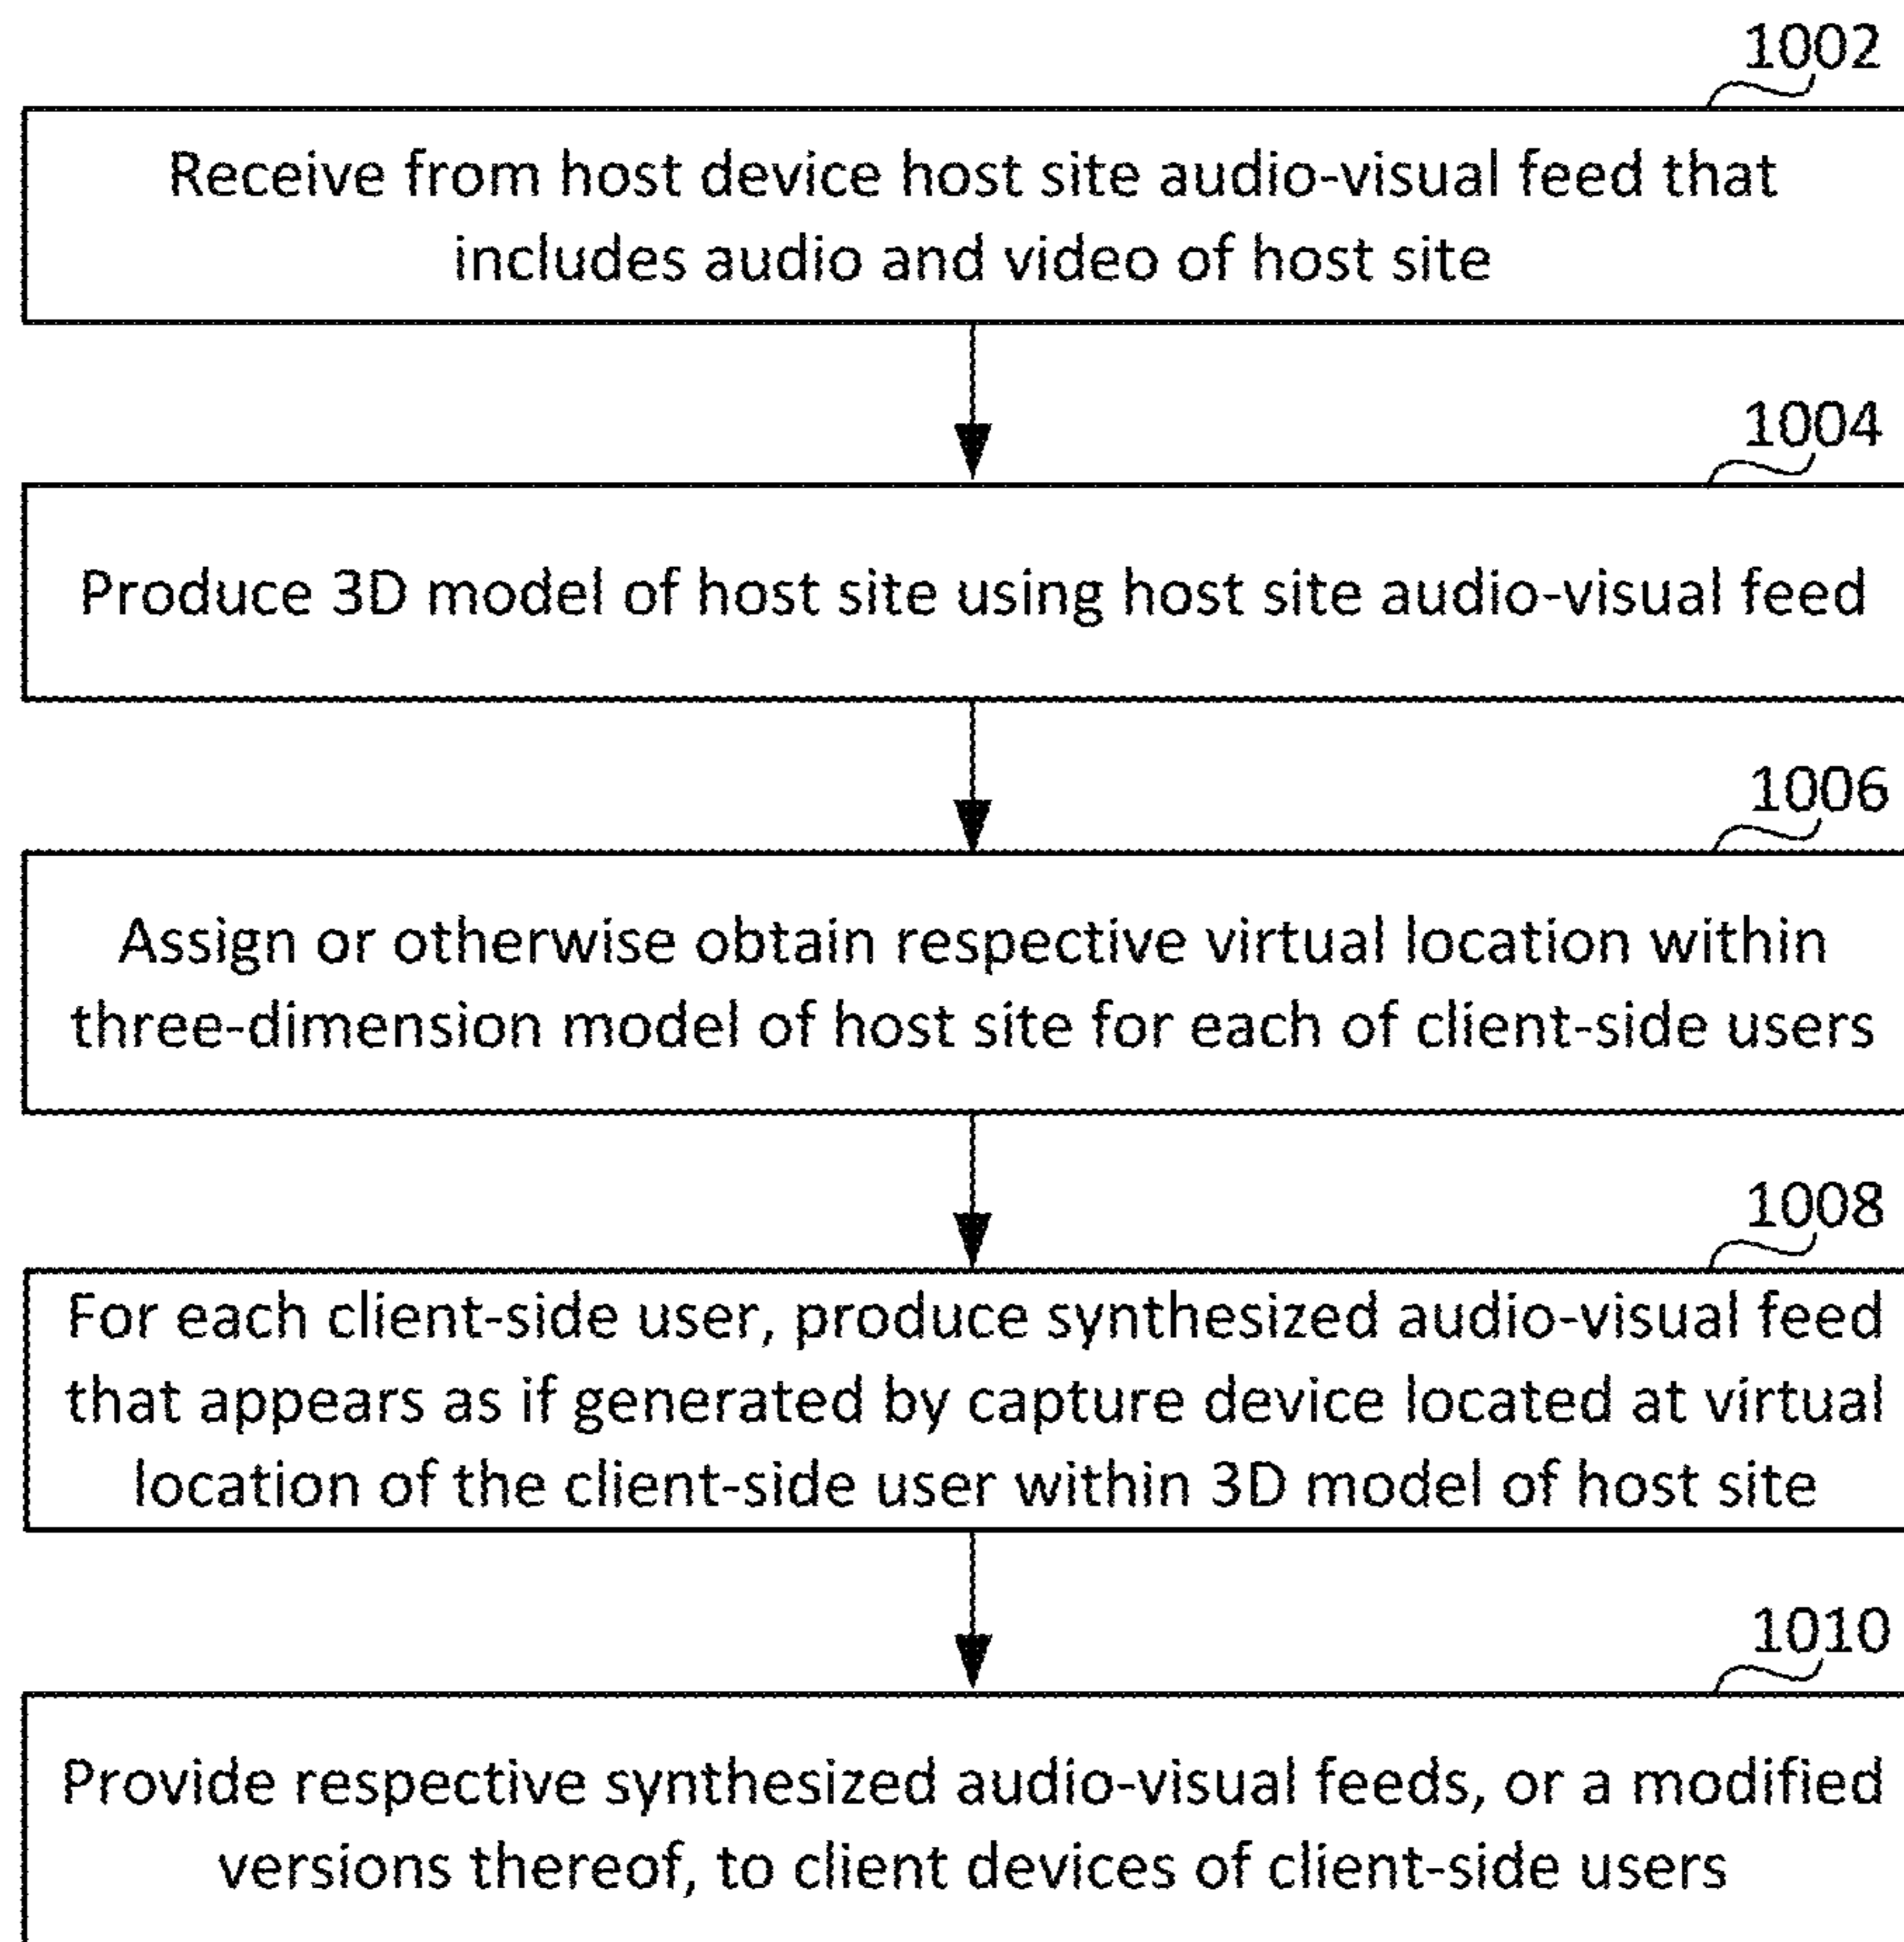 1002
Receive from host device host site audio-visual feed that
includes audio and video of host site
1004
Produce 3D model of host site using host site audio-visual feed
1006
Assign or otherwise obtain respective virtual location within
three-dimension model of host site for each of client-side users
1008
For each client-side user, produce synthesized audio-visual feed
that appears as if generated by capture device located at virtual
location of the client-side user within 3D model of host site
1010
Provide respective synthesized audio-visual feeds, or a modified
versions thereof, to client devices of client-side users